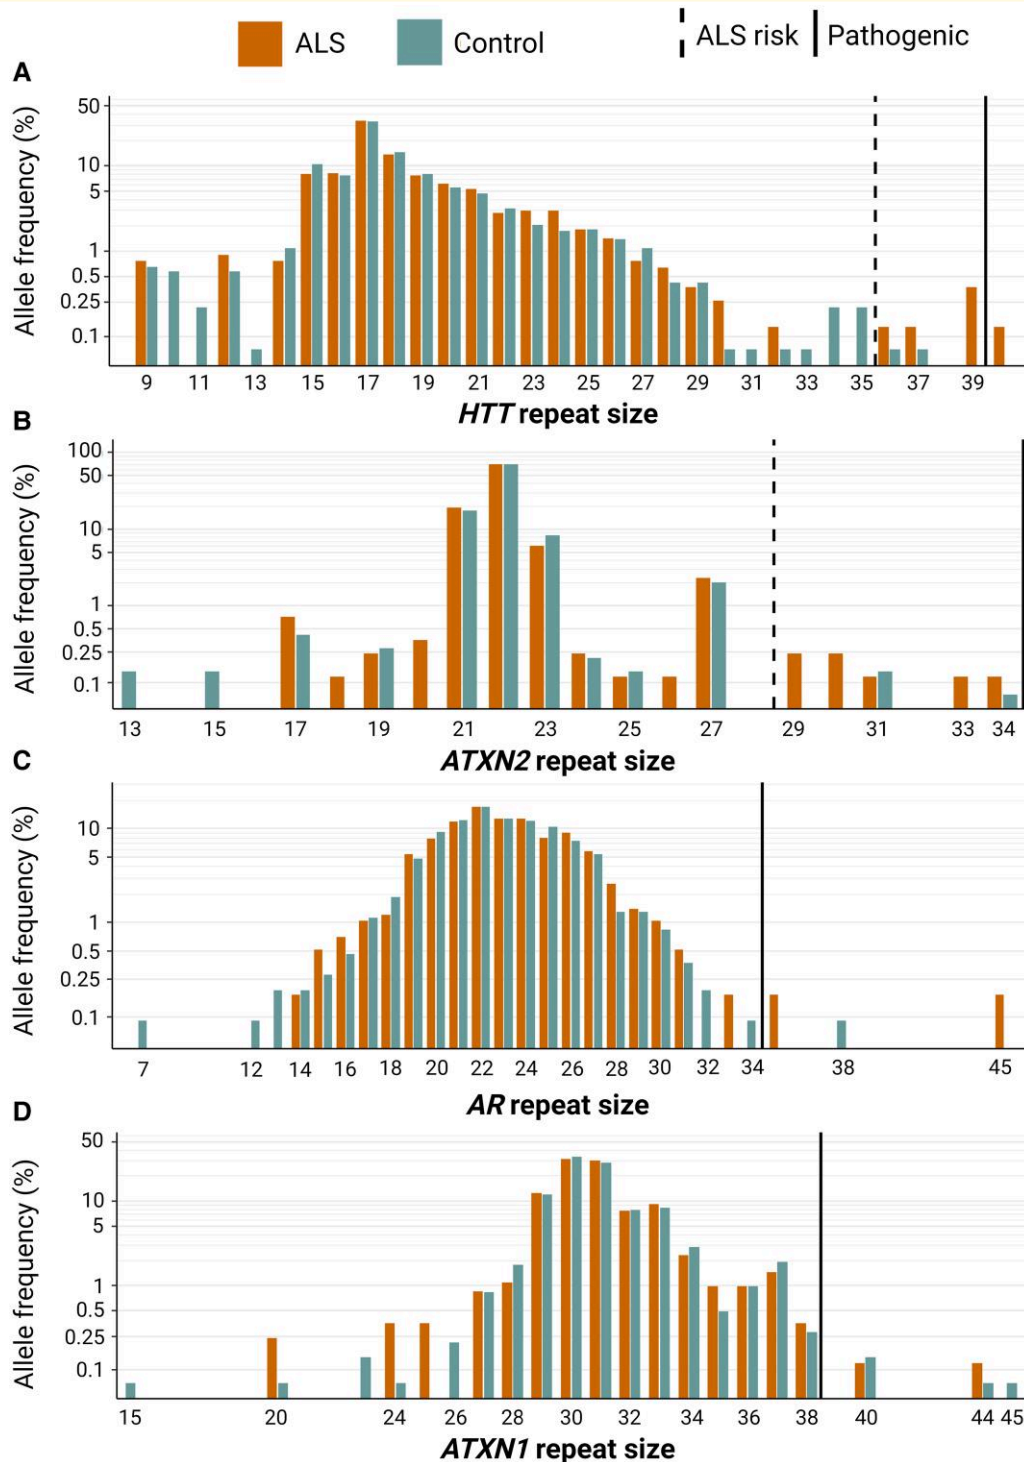 ALS Control ALS risk Pathogenic
A
Allele frequency (%)
50
10
5
1
0.5
0.25
0.1
9 11 13 15 17 19 21 23 25 27 29 31 33 35 37 39
HTT repeat size
B
Allele frequency (%)
100
50
10
5
1
0.5
0.25
0.1
13 15 17 19 21 23 25 27 29 31 33 34
ATXN2 repeat size
C
Allele frequency (%)
10
5
1
0.5
0.25
0.1
7 12 14 16 18 20 22 24 26 28 30 32 34 38 45
AR repeat size
D
Allele frequency (%)
50
10
5
1
0.5
0.25
0.1
15 20 24 26 28 30 32 34 36 38 40 44 45
ATXN1 repeat size